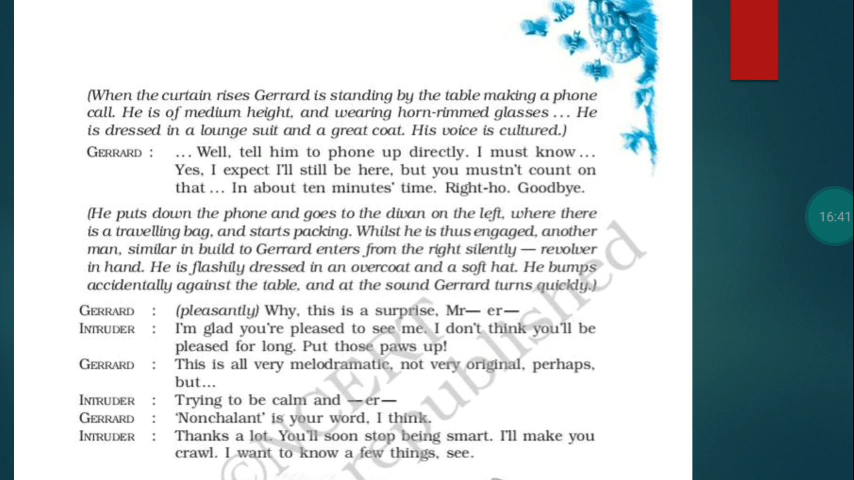 (When the curtain rises Gerrard is standing by the table making a phone
call. He is of medium height, and wearing horn-rimmed glasses ... He
is dressed in a lounge suit and a great coat. His voice is cultured.)
GERRARD : ... Well, tell him to phone up directly. I must know ...
Yes, I expect I'll still be here, but you mustn't count on
that ... In about ten minutes' time. Right-ho. Goodbye.
(He puts down the phone and goes to the divan on the left, where there
is a travelling bag, and starts packing. Whilst he is thus engaged, another
man, similar in build to Gerrard enters from the right silently — revolver
in hand. He is flashily dressed in an overcoat and a soft hat. He bumps
accidentally against the table, and at the sound Gerrard turns quickly.)
GERRARD : (pleasantly) Why, this is a surprise, Mr— er—
INTRUDER : I'm glad you're pleased to see me. I don't think you'll be
pleased for long. Put those paws up!
GERRARD : This is all very melodramatic, not very original, perhaps,
but...
INTRUDER : Trying to be calm and —er—
GERRARD : 'Nonchalant' is your word, I think.
INTRUDER : Thanks a lot. You'll soon stop being smart. I'll make you
crawl. I want to know a few things, see.
©NCERT
republished
16:41